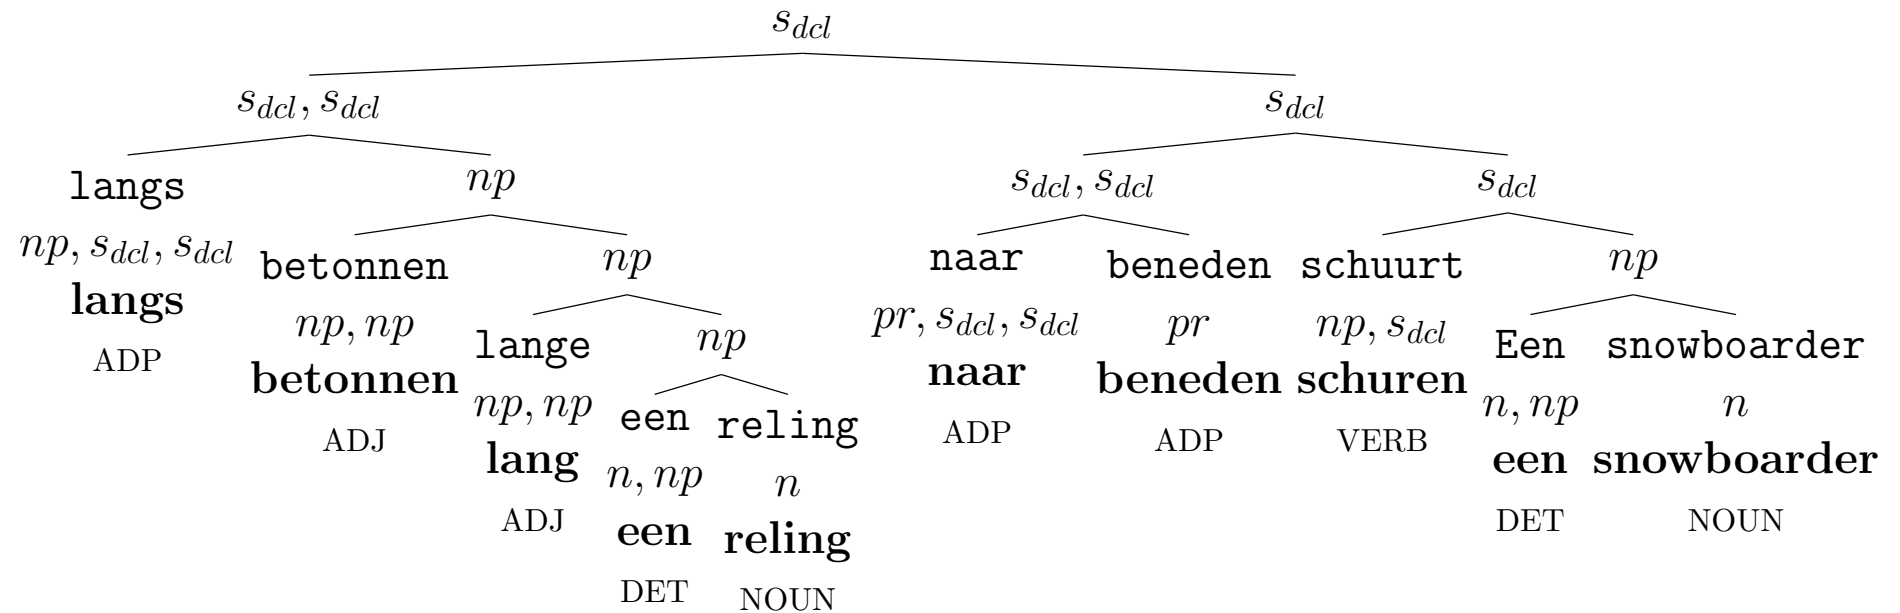 s_dcl
s_dcl, s_dcl
s_dcl
langs
np
s_dcl, s_dcl
s_dcl
np, s_dcl, s_dcl
betonnen
np
naar
beneden
schuurt
np
langs
np, np
lange
np
pr, s_dcl, s_dcl
pr
np, s_dcl
Een
snowboarder
ADP
betonnen
np, np
een
reling
naar
beneden
schuren
n, np
n
ADJ
lang
n, np
n
ADP
ADP
VERB
een
snowboarder
ADJ
een
reling
DET
NOUN
DET
NOUN